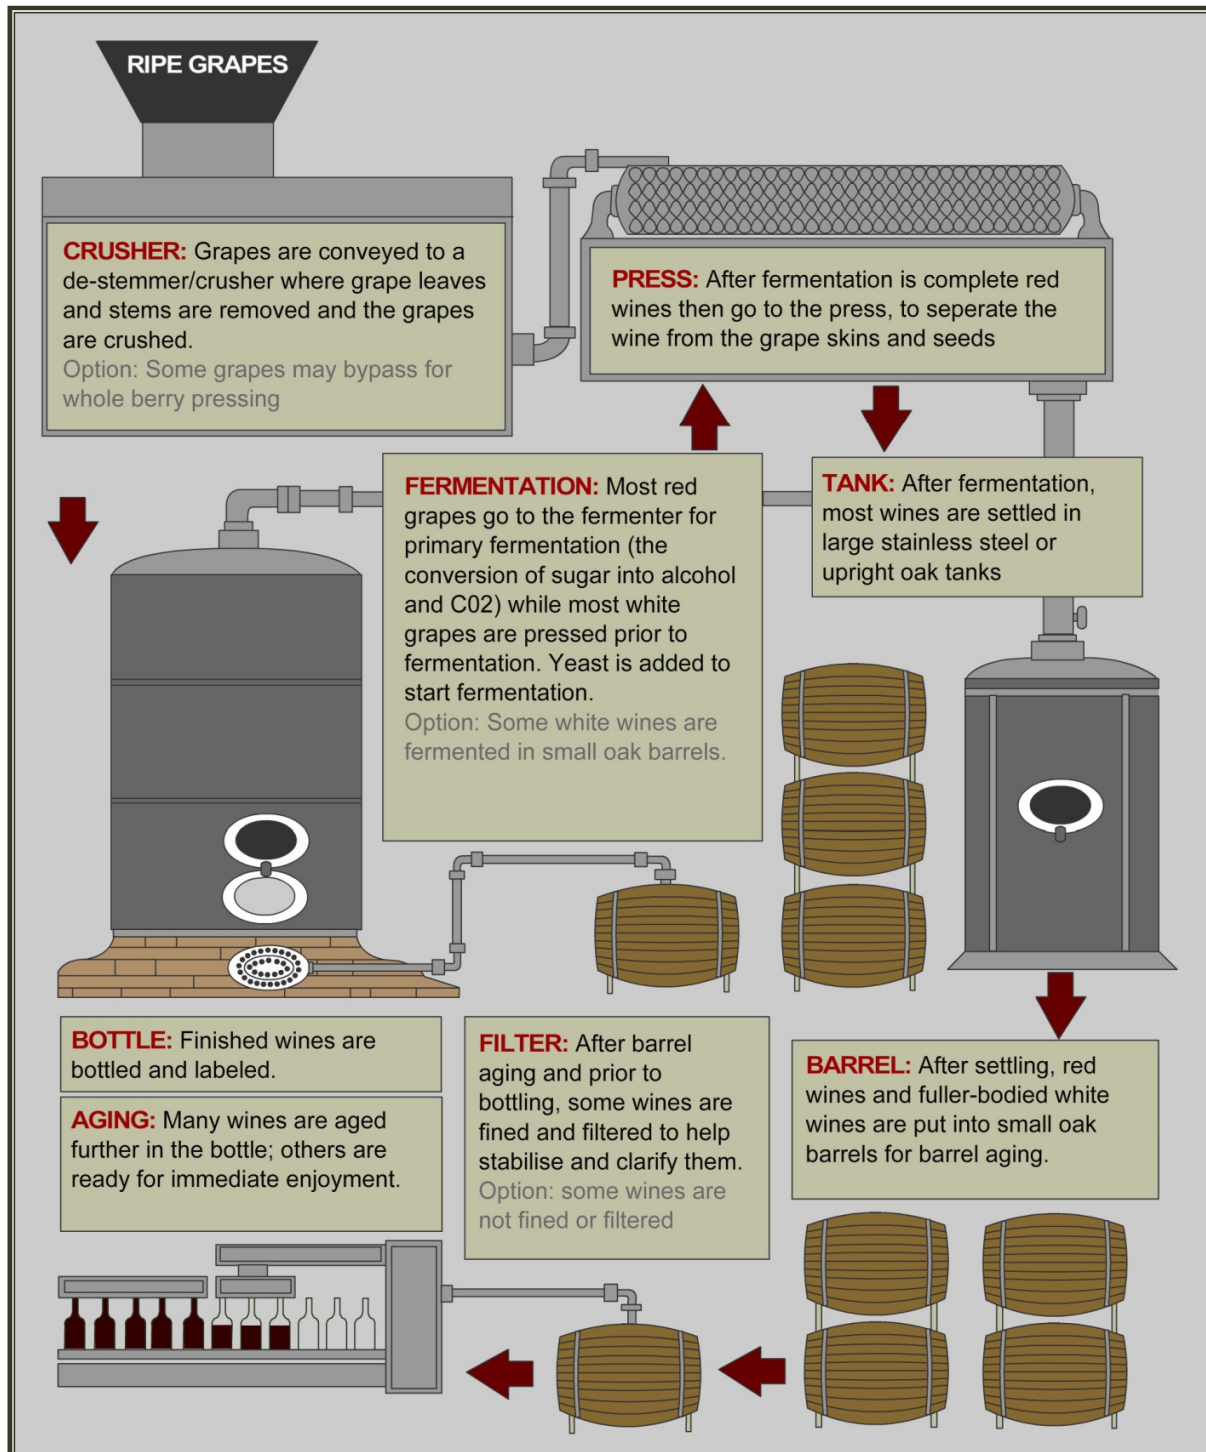 RIPE GRAPES
CRUSHER: Grapes are conveyed to a
de-stemmer/crusher where grape leaves
and stems are removed and the grapes
are crushed.
Option: Some grapes may bypass for
whole berry pressing
PRESS: After fermentation is complete red
wines then go to the press, to seperate the
wine from the grape skins and seeds
FERMENTATION: Most red
grapes go to the fermenter for
primary fermentation (the
conversion of sugar into alcohol
and C02) while most white
grapes are pressed prior to
fermentation. Yeast is added to
start fermentation.
Option: Some white wines are
fermented in small oak barrels.
TANK: After fermentation,
most wines are settled in
large stainless steel or
upright oak tanks
BARREL: After settling, red
wines and fuller-bodied white
wines are put into small oak
barrels for barrel aging.
FILTER: After barrel
aging and prior to
bottling, some wines are
fined and filtered to help
stabilise and clarify them.
Option: some wines are
not fined or filtered
BOTTLE: Finished wines are
bottled and labeled.
AGING: Many wines are aged
further in the bottle; others are
ready for immediate enjoyment.